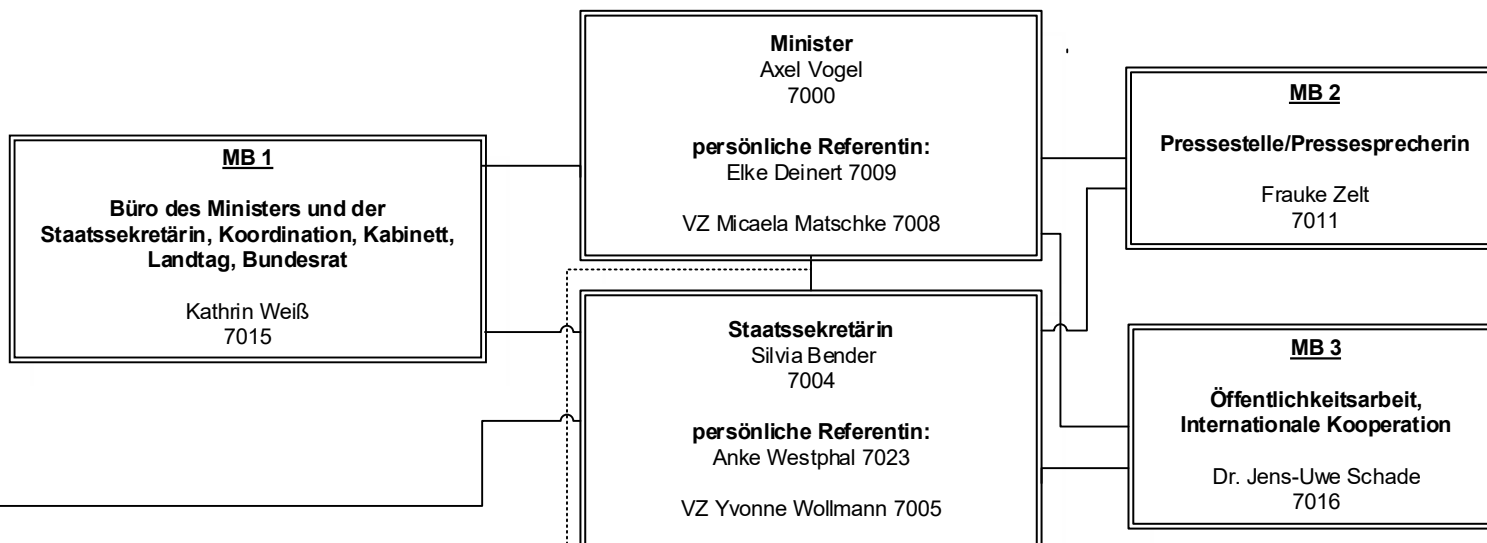 Minister
Axel Vogel
7000
persönliche Referentin:
Elke Deinert 7009
VZ Micaela Matschke 7008
MB 1
Büro des Ministers und der
Staatssekretärin, Koordination, Kabinett,
Landtag, Bundesrat
Kathrin Weiß
7015
MB 2
Pressestelle/Pressesprecherin
Frauke Zelt
7011
Staatssekretärin
Silvia Bender
7004
persönliche Referentin:
Anke Westphal 7023
VZ Yvonne Wollmann 7005
MB 3
Öffentlichkeitsarbeit,
Internationale Kooperation
Dr. Jens-Uwe Schade
7016